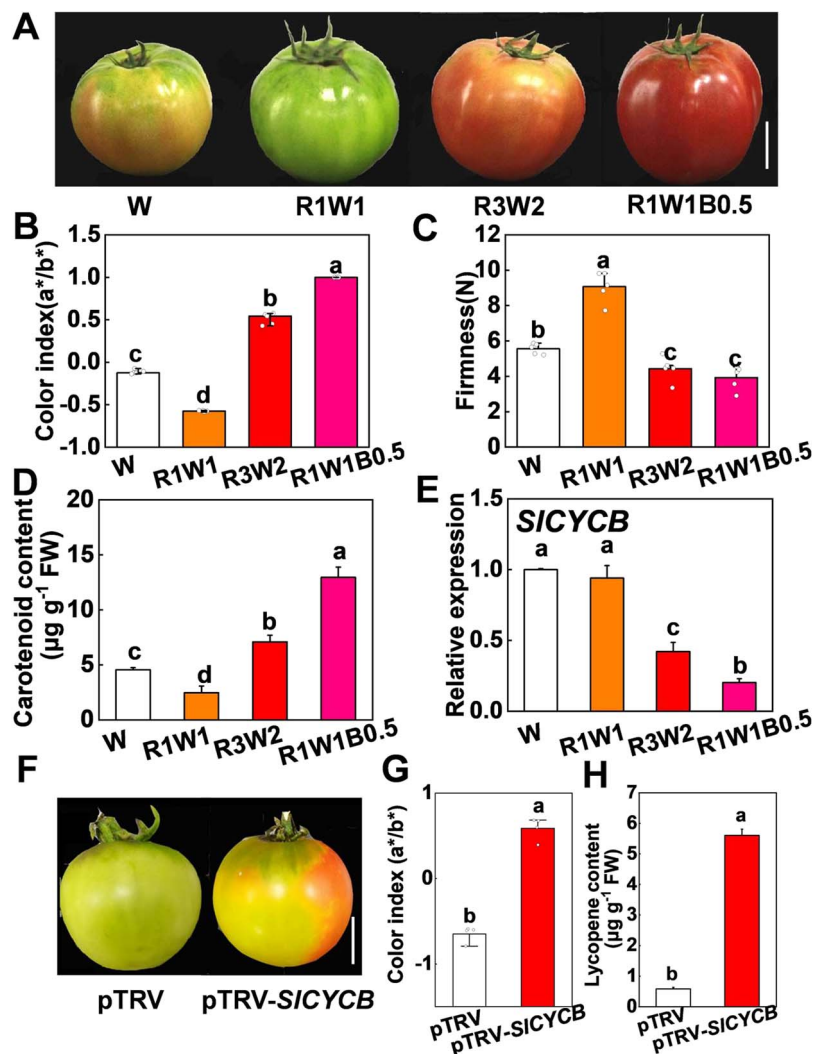 A
W R1W1 R3W2 R1W1B0.5
B
Color index(a*/b*)
1.5
1.0
0.5
0.0
-0.5
-1.0
c
d
b
a
W R1W1 R3W2 R1W1B0.5
C
Firmness(N)
12
10
8
6
4
2
0
b
a
c
c
W R1W1 R3W2 R1W1B0.5
D
Carotenoid content
(µg g-1 FW)
20
15
10
5
0
c
d
b
a
W R1W1 R3W2 R1W1B0.5
E
Relative expression
1.5
1.0
0.5
0.0
SlCYCB
a
a
c
b
W R1W1 R3W2 R1W1B0.5
F
pTRV pTRV-SlCYCB
G
Color index (a*/b*)
1
0
-1
b
a
pTRV pTRV-SlCYCB
H
Lycopene content
(µg g-1 FW)
7
6
5
4
3
2
1
0
b
a
pTRV pTRV-SlCYCB